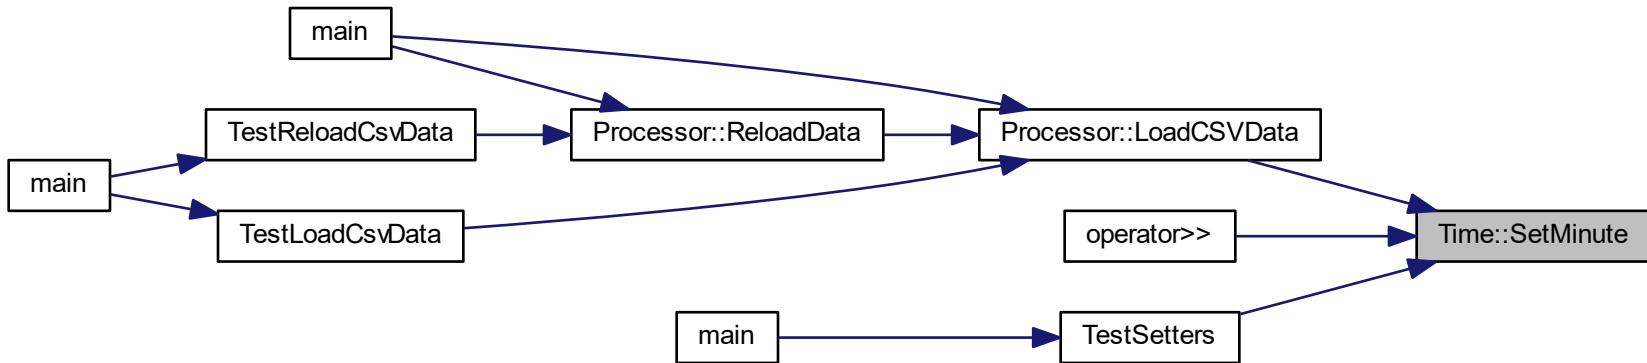 main
TestReloadCsvData
Processor::ReloadData
Processor::LoadCSVData
main
TestLoadCsvData
operator>>
Time::SetMinute
main
TestSetters